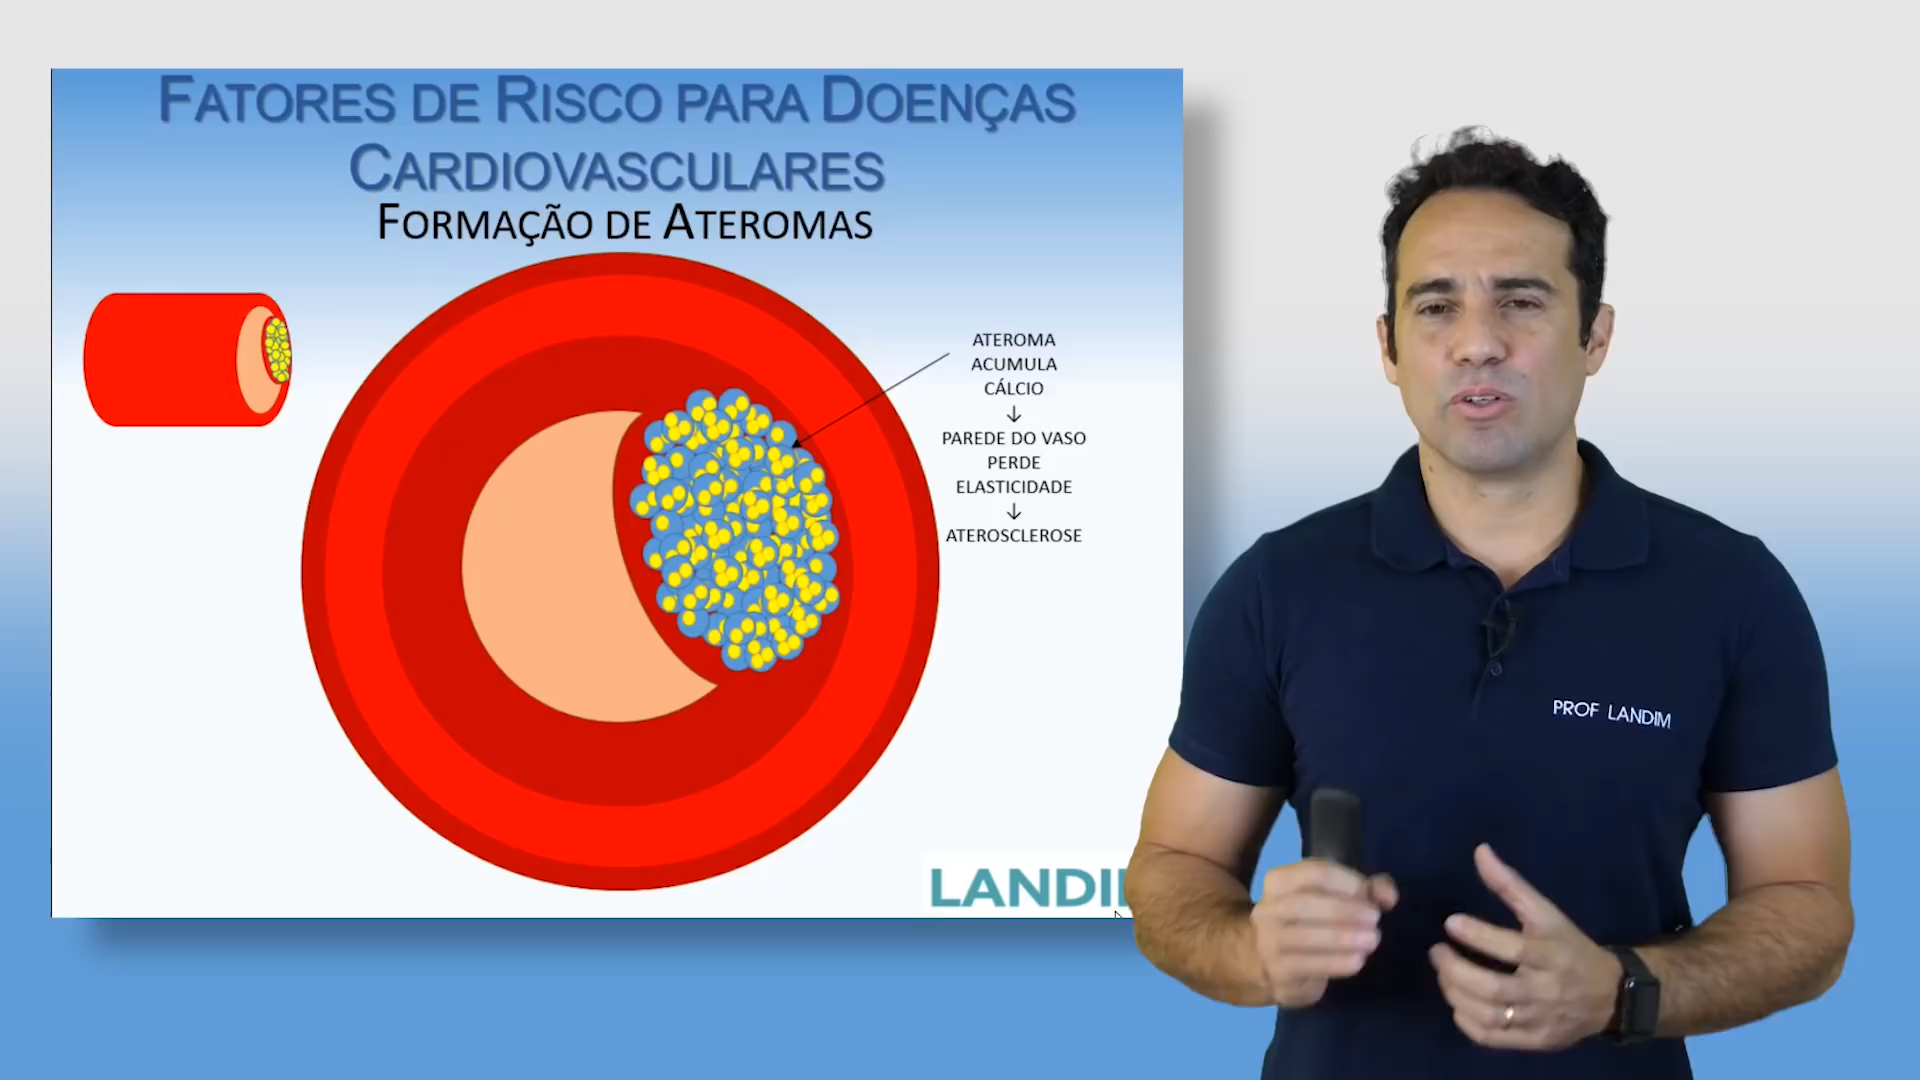 FATORES DE RISCO PARA DOENÇAS
CARDIOVASCULARES
FORMAÇÃO DE ATEROMAS
ATEROMA
ACUMULA
CÁLCIO
↓
PAREDE DO VASO
PERDE
ELASTICIDADE
↓
ATEROSCLEROSE
PROF LANDIM